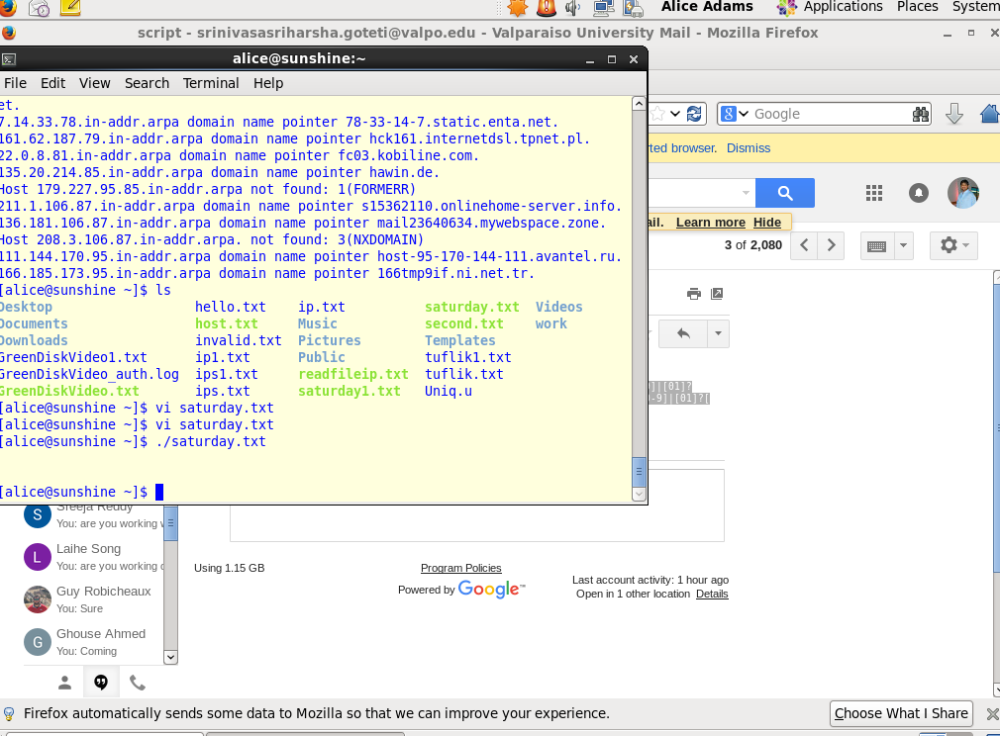 Alice Adams Applications Places System
script - srinivasasriharsha.goteti@valpo.edu - Valparaiso University Mail - Mozilla Firefox
alice@sunshine:~
File Edit View Search Terminal Help
et.
7.14.33.78.in-addr.arpa domain name pointer 78-33-14-7.static.enta.net.
161.62.187.79.in-addr.arpa domain name pointer hck161.internetdsl.tpnet.pl.
22.0.8.81.in-addr.arpa domain name pointer fc03.kobiline.com.
135.20.214.85.in-addr.arpa domain name pointer hawin.de.
Host 179.227.95.85.in-addr.arpa not found: 1(FORMERR)
211.1.106.87.in-addr.arpa domain name pointer s15362110.onlinehome-server.info.
136.181.106.87.in-addr.arpa domain name pointer mail23640634.mywebspace.zone.
Host 208.3.106.87.in-addr.arpa. not found: 3(NXDOMAIN)
111.144.170.95.in-addr.arpa domain name pointer host-95-170-144-111.avantel.ru.
166.185.173.95.in-addr.arpa domain name pointer 166tmp9if.ni.net.tr.
[alice@sunshine ~]$ ls
Desktop hello.txt ip.txt saturday.txt Videos
Documents host.txt Music second.txt work
Downloads invalid.txt Pictures Templates
GreenDiskVideo1.txt ip1.txt Public tuflik1.txt
GreenDiskVideo_auth.log ips1.txt readfileip.txt tuflik.txt
GreenDiskVideo.txt ips.txt saturday1.txt Uniq.u
[alice@sunshine ~]$ vi saturday.txt
[alice@sunshine ~]$ vi saturday.txt
[alice@sunshine ~]$ ./saturday.txt
[alice@sunshine ~]$
Google
rted browser. Dismiss
ail. Learn more Hide
3 of 2,080
]|[01]?
0-9]|[01]?[
Sreeja Reddy
You: are you working
L Laihe Song
You: are you working
Guy Robicheaux
You: Sure
G Ghouse Ahmed
You: Coming
S
Using 1.15 GB
Program Policies
Powered by Google™
Last account activity: 1 hour ago
Open in 1 other location Details
Firefox automatically sends some data to Mozilla so that we can improve your experience. Choose What I Share